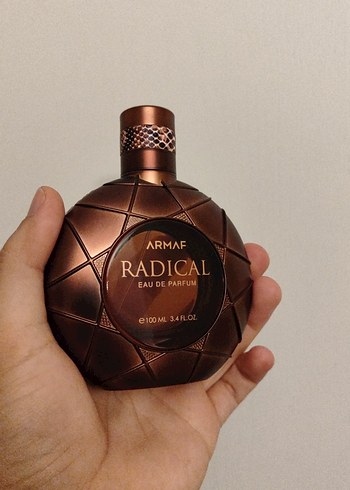 ARMAF
RADICAL
EAU DE PARFUM
℮100 ML 3.4 FL.OZ.